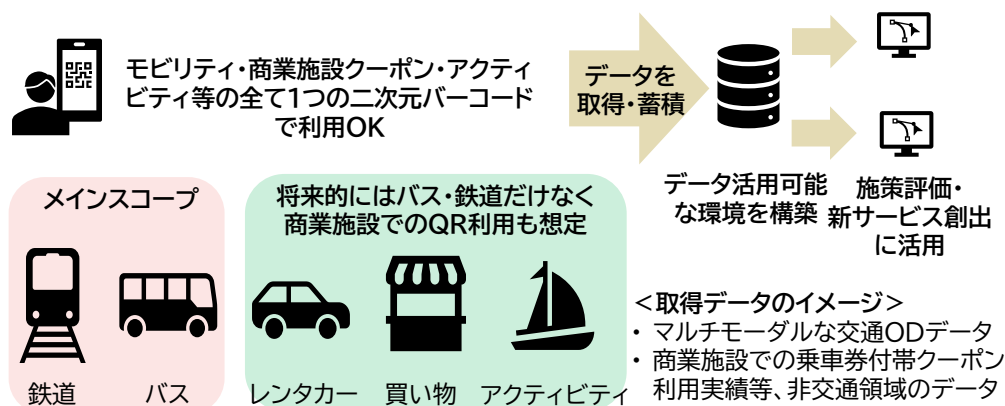 モビリティ・商業施設クーポン・アクティ
ビティ等の全て1つの二次元バーコード
で利用OK
データを
取得・蓄積
データ活用可能
な環境を構築
施策評価・
新サービス創出
に活用
メインスコープ
鉄道
バス
将来的にはバス・鉄道だけなく
商業施設でのQR利用も想定
レンタカー
買い物
アクティビティ
＜取得データのイメージ＞
・ マルチモーダルな交通ODデータ
・ 商業施設での乗車券付帯クーポン
利用実績等、非交通領域のデータ